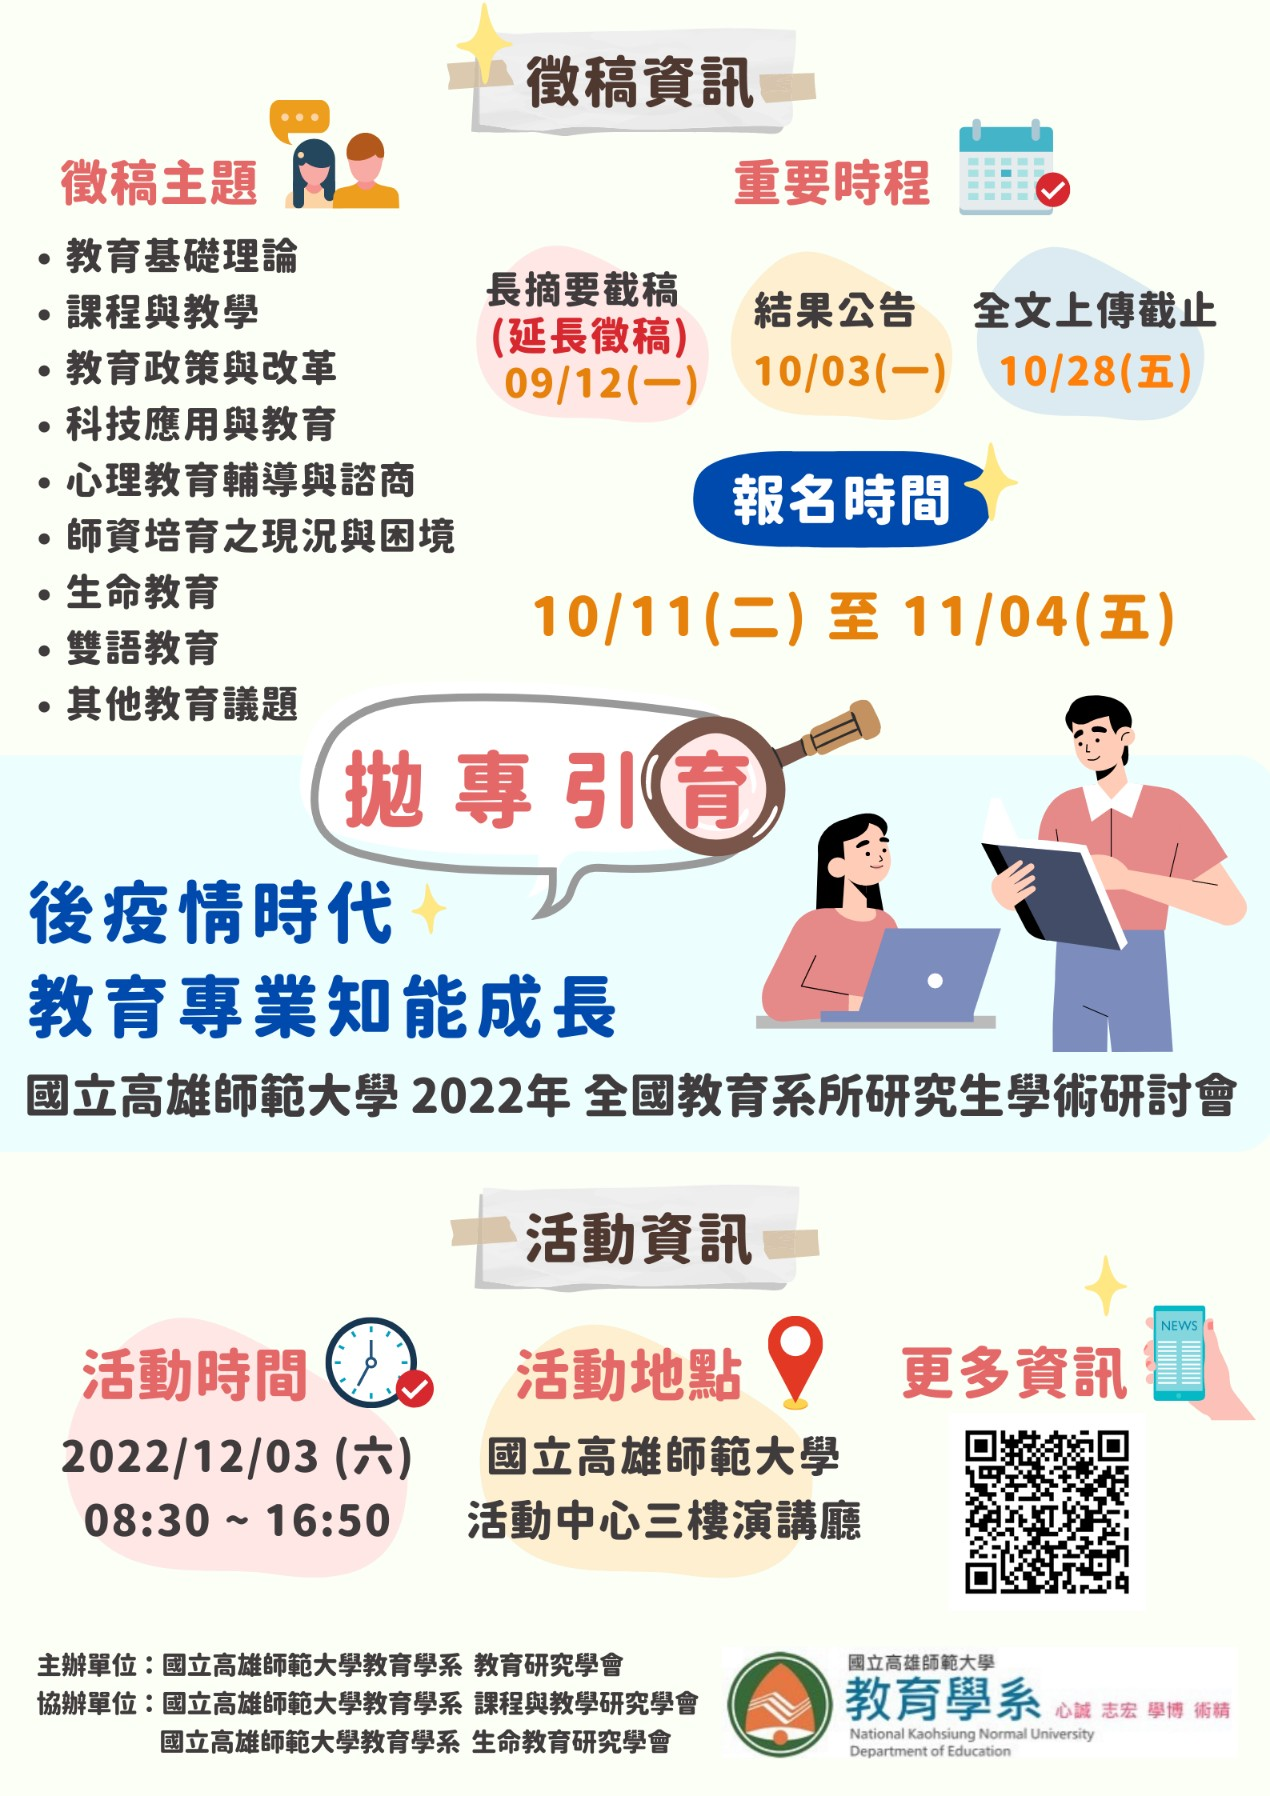 徵稿資訊
徵稿主題
• 教育基礎理論
• 課程與教學
• 教育政策與改革
• 科技應用與教育
• 心理教育輔導與諮商
• 師資培育之現況與困境
• 生命教育
• 雙語教育
• 其他教育議題
重要時程
長摘要截稿
(延長徵稿)
09/12(一)
結果公告
10/03(一)
全文上傳截止
10/28(五)
報名時間
10/11(二) 至 11/04(五)
拋專引育
後疫情時代
教育專業知能成長
國立高雄師範大學 2022年 全國教育系所研究生學術研討會
活動資訊
活動時間
2022/12/03 (六)
08:30 ~ 16:50
活動地點
國立高雄師範大學
活動中心三樓演講廳
更多資訊
NEWS
主辦單位：國立高雄師範大學教育學系 教育研究學會
協辦單位：國立高雄師範大學教育學系 課程與教學研究學會
國立高雄師範大學教育學系 生命教育研究學會
國立高雄師範大學
教育學系 心誠 志宏 學博 術精
National Kaohsiung Normal University
Department of Education